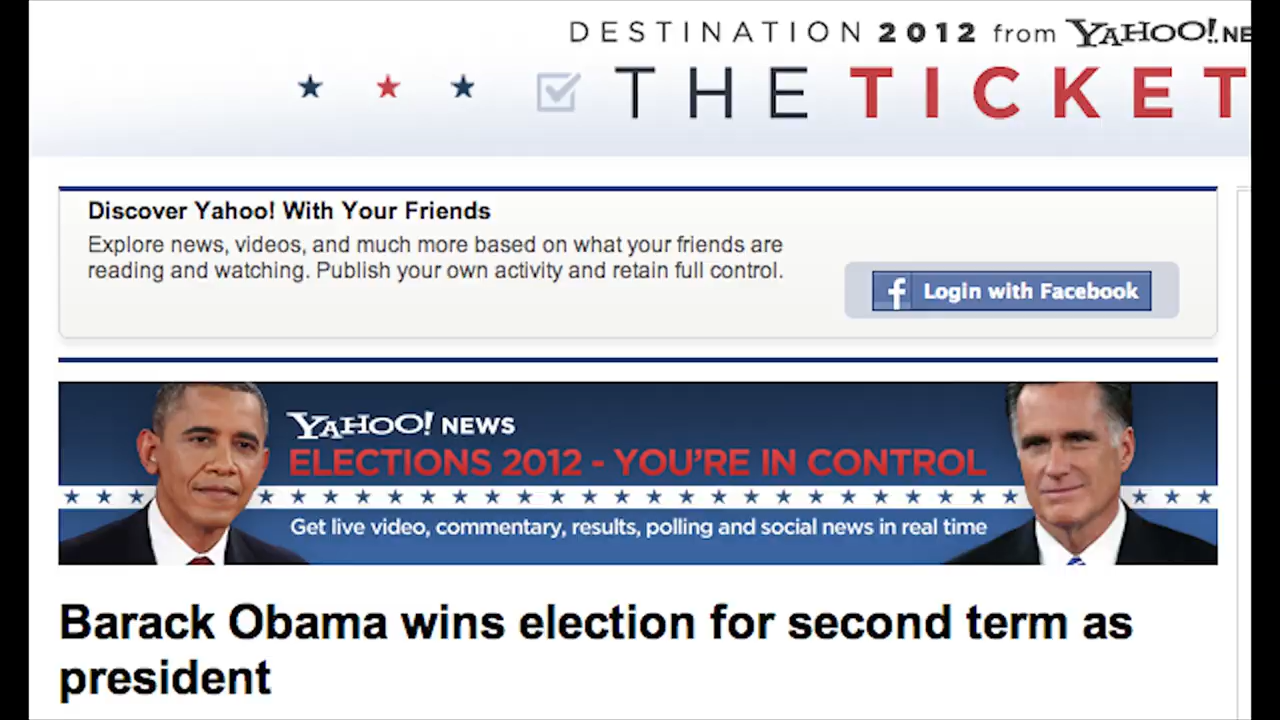 DESTINATION 2012 from YAHOO! NE
THE TICKET
Discover Yahoo! With Your Friends
Explore news, videos, and much more based on what your friends are
reading and watching. Publish your own activity and retain full control.
f Login with Facebook
YAHOO! NEWS
ELECTIONS 2012 - YOU'RE IN CONTROL
Get live video, commentary, results, polling and social news in real time
Barack Obama wins election for second term as
president